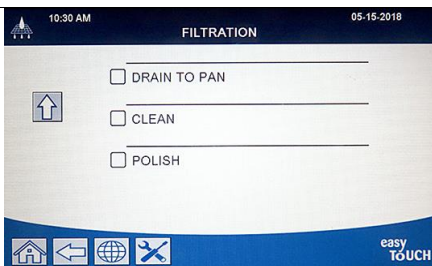 10:30 AM
05-15-2018
FILTRATION
DRAIN TO PAN
CLEAN
POLISH
easy
TOUCH